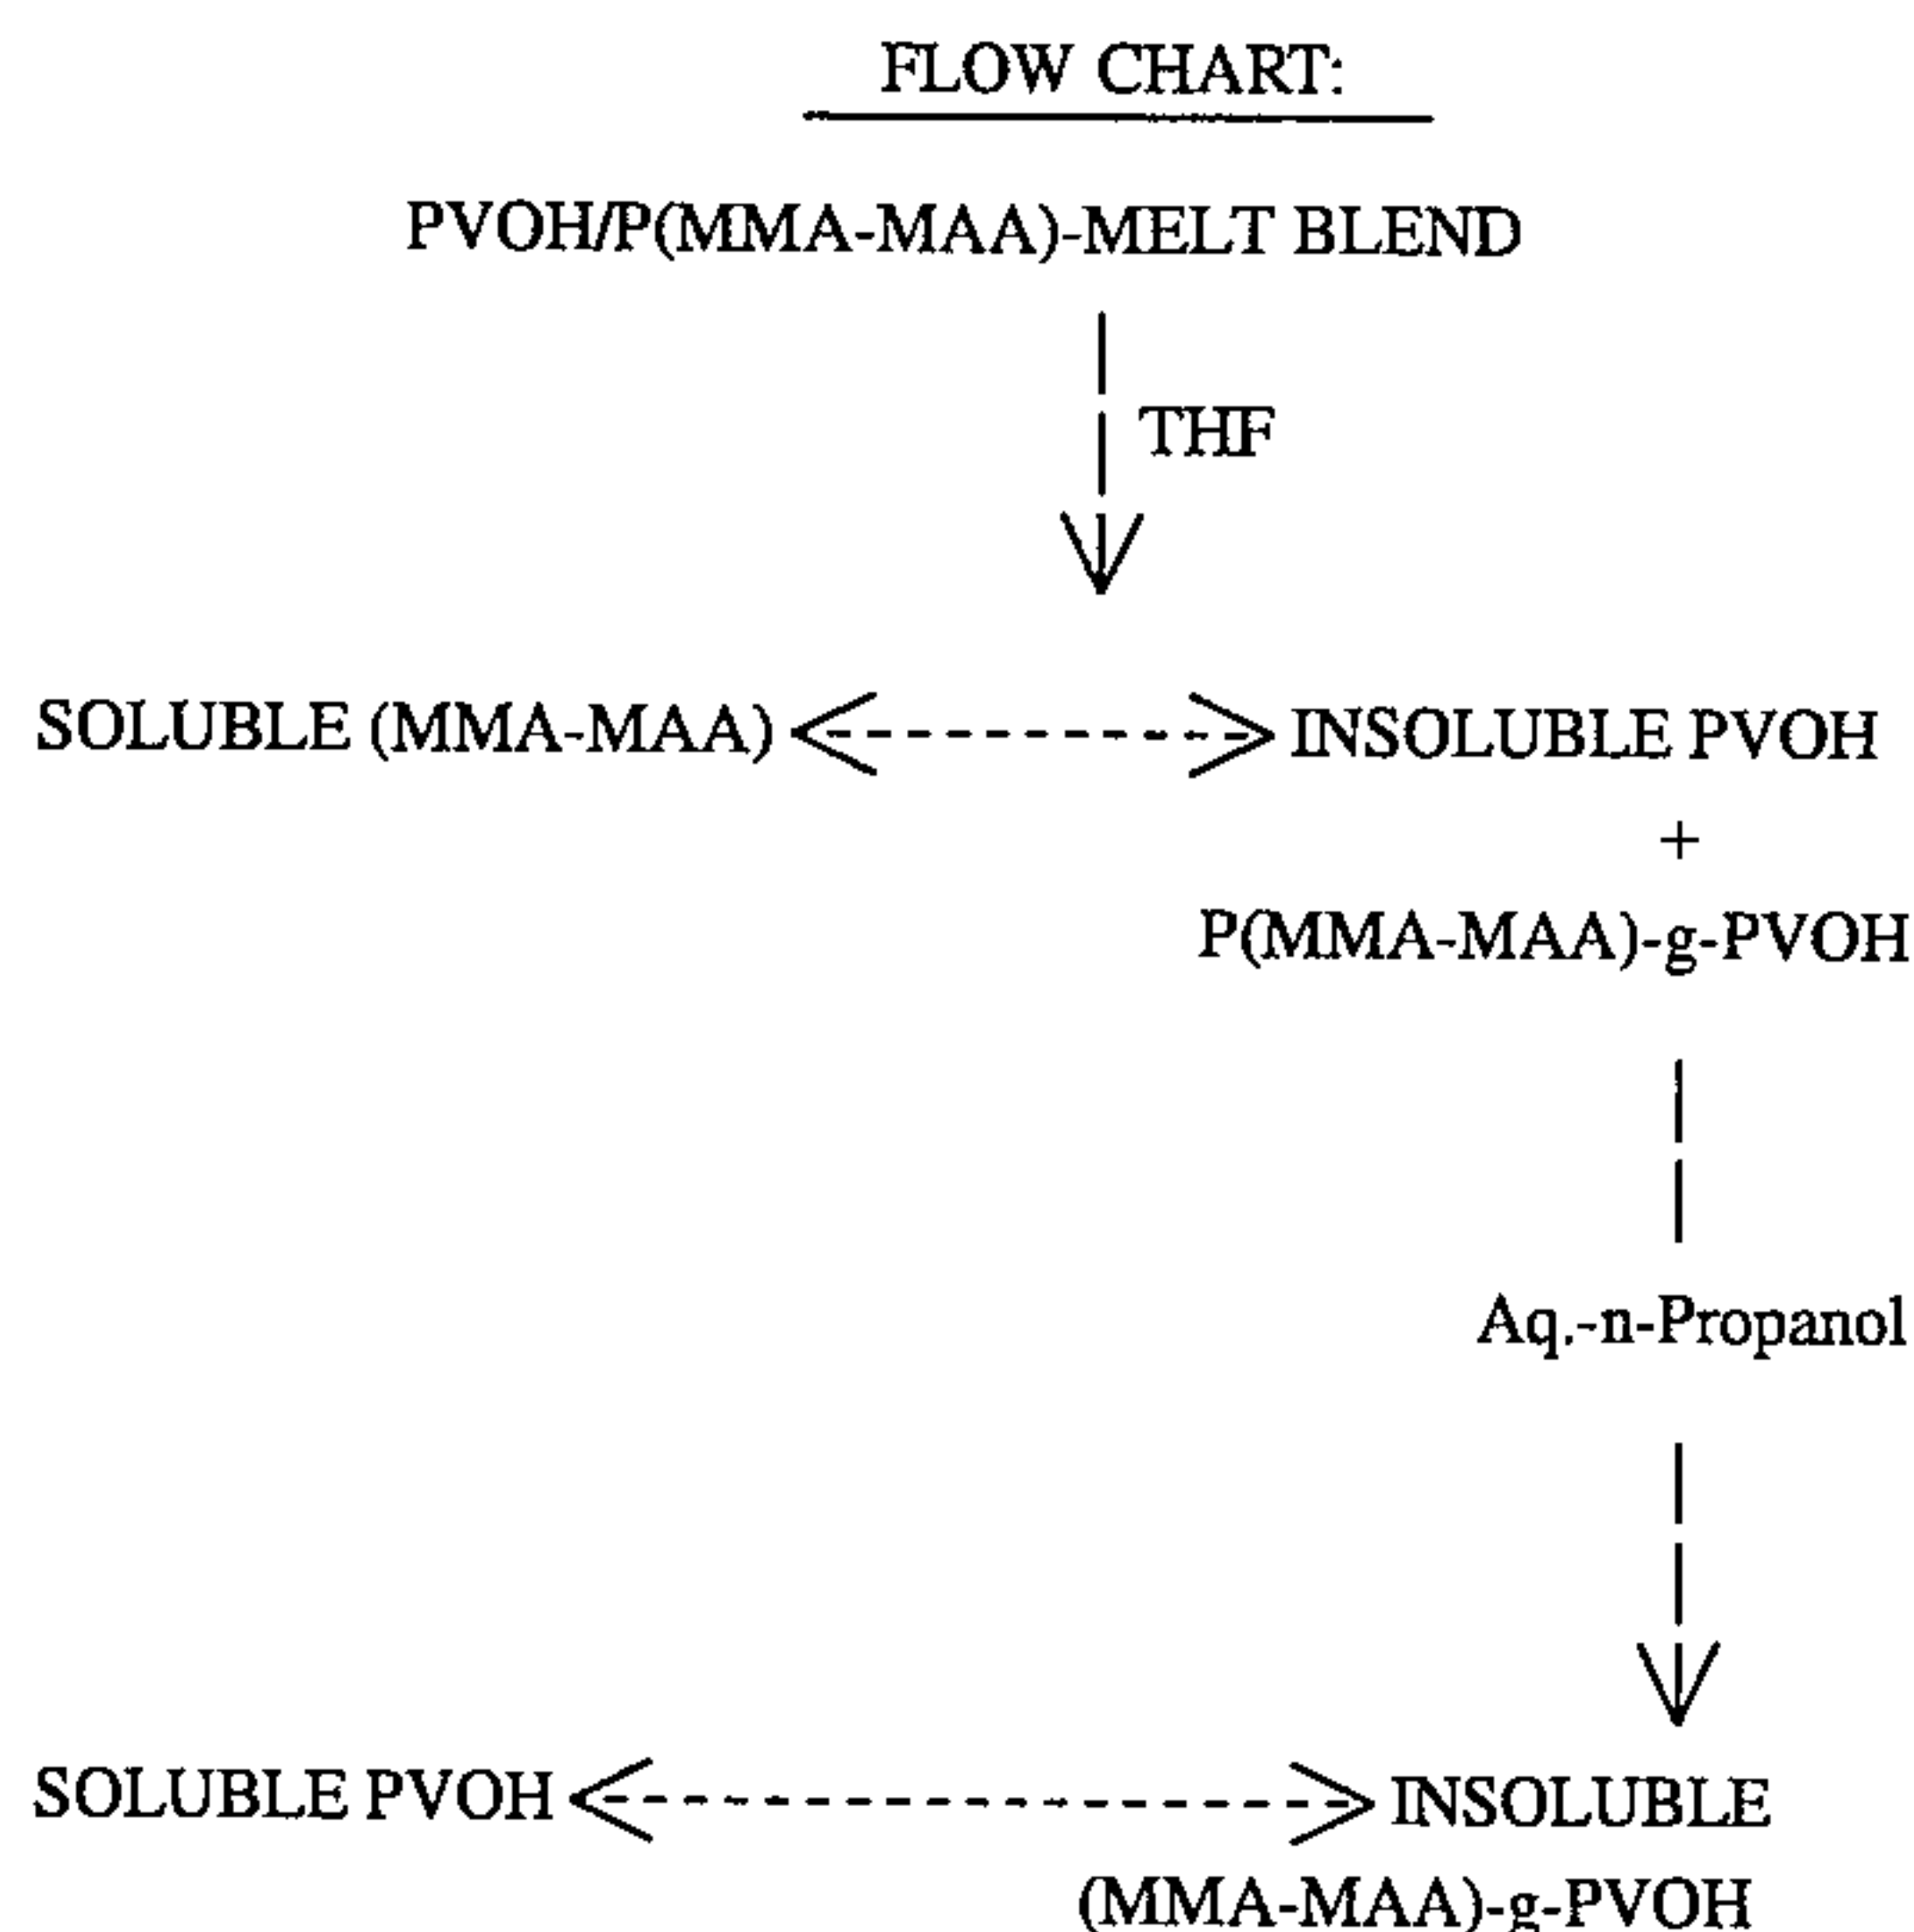 FLOW CHART:
PVOH/P(MMA-MAA)-MELT BLEND
THF
SOLUBLE (MMA-MAA) INSOLUBLE PVOH
+
P(MMA-MAA)-g-PVOH
Aq.-n-Propanol
SOLUBLE PVOH INSOLUBLE
(MMA-MAA)-g-PVOH